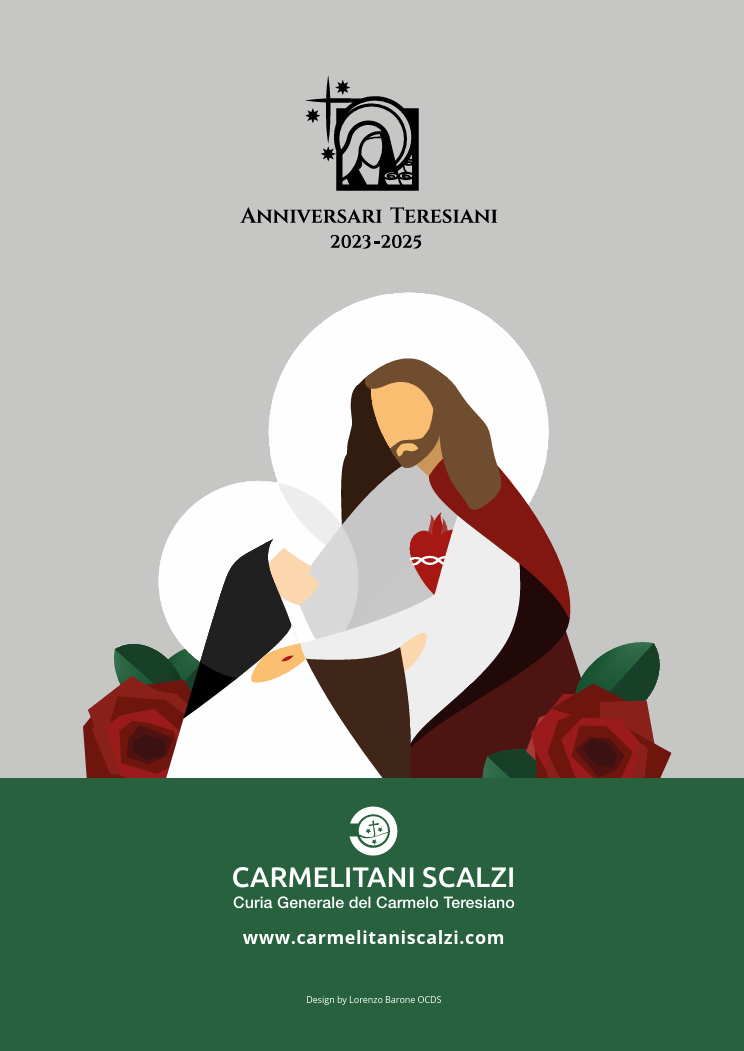 Anniversari Teresiani
2023-2025
CARMELITANI SCALZI
Curia Generale del Carmelo Teresiano
www.carmelitaniscalzi.com
Design by Lorenzo Barone OCDS